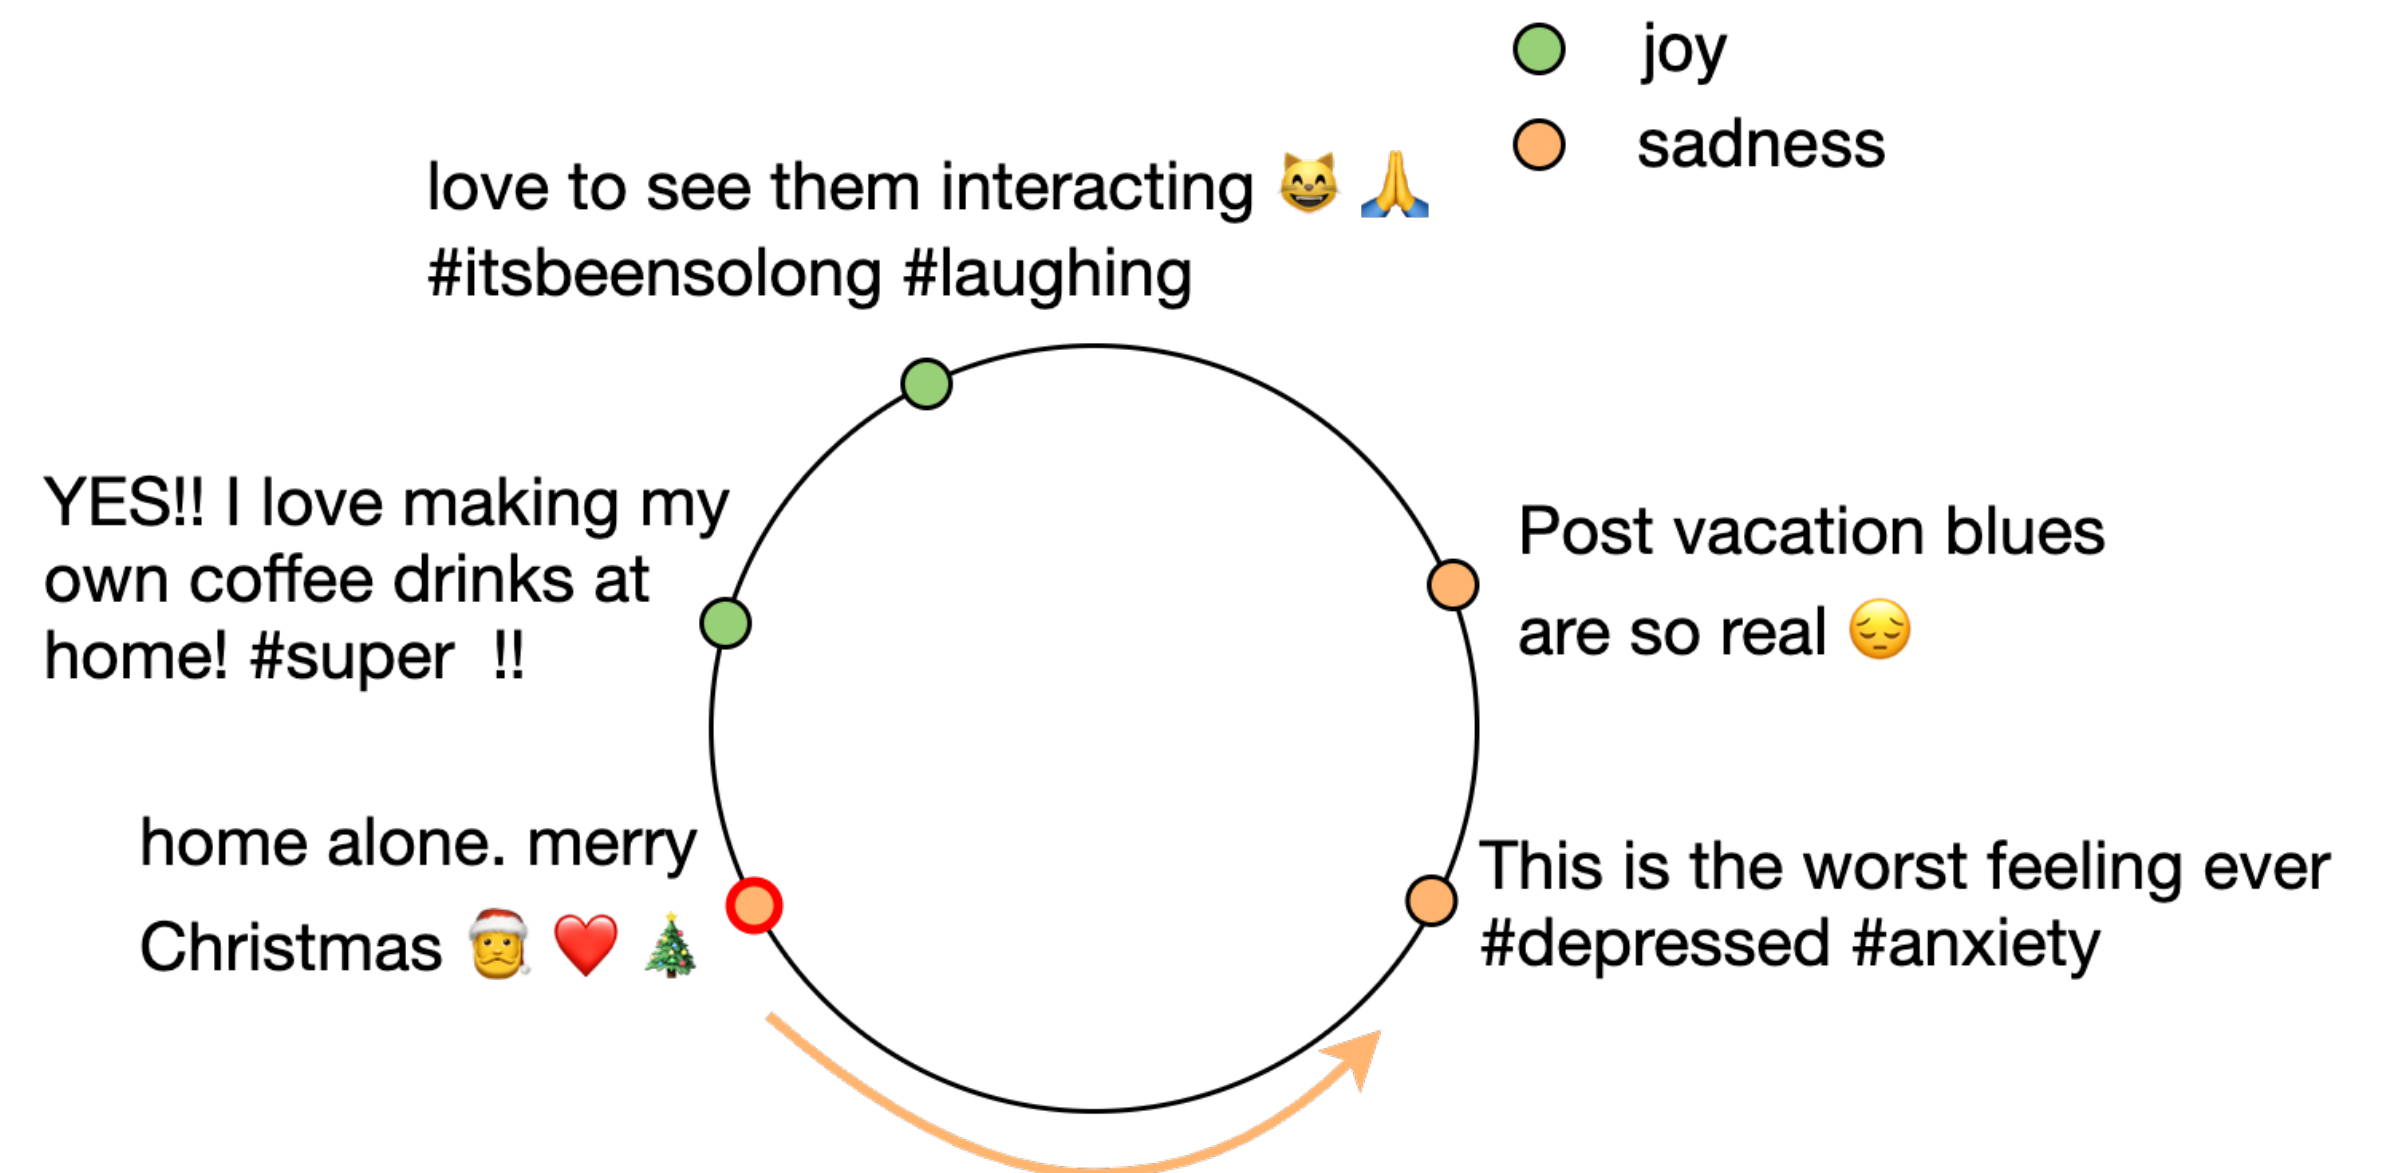 joy
sadness
love to see them interacting 😸 🙏
#itsbeensolong #laughing
YES!! I love making my
own coffee drinks at
home! #super  !!
Post vacation blues
are so real 😔
home alone. merry
Christmas 🎅 ❤️ 🎄
This is the worst feeling ever
#depressed #anxiety